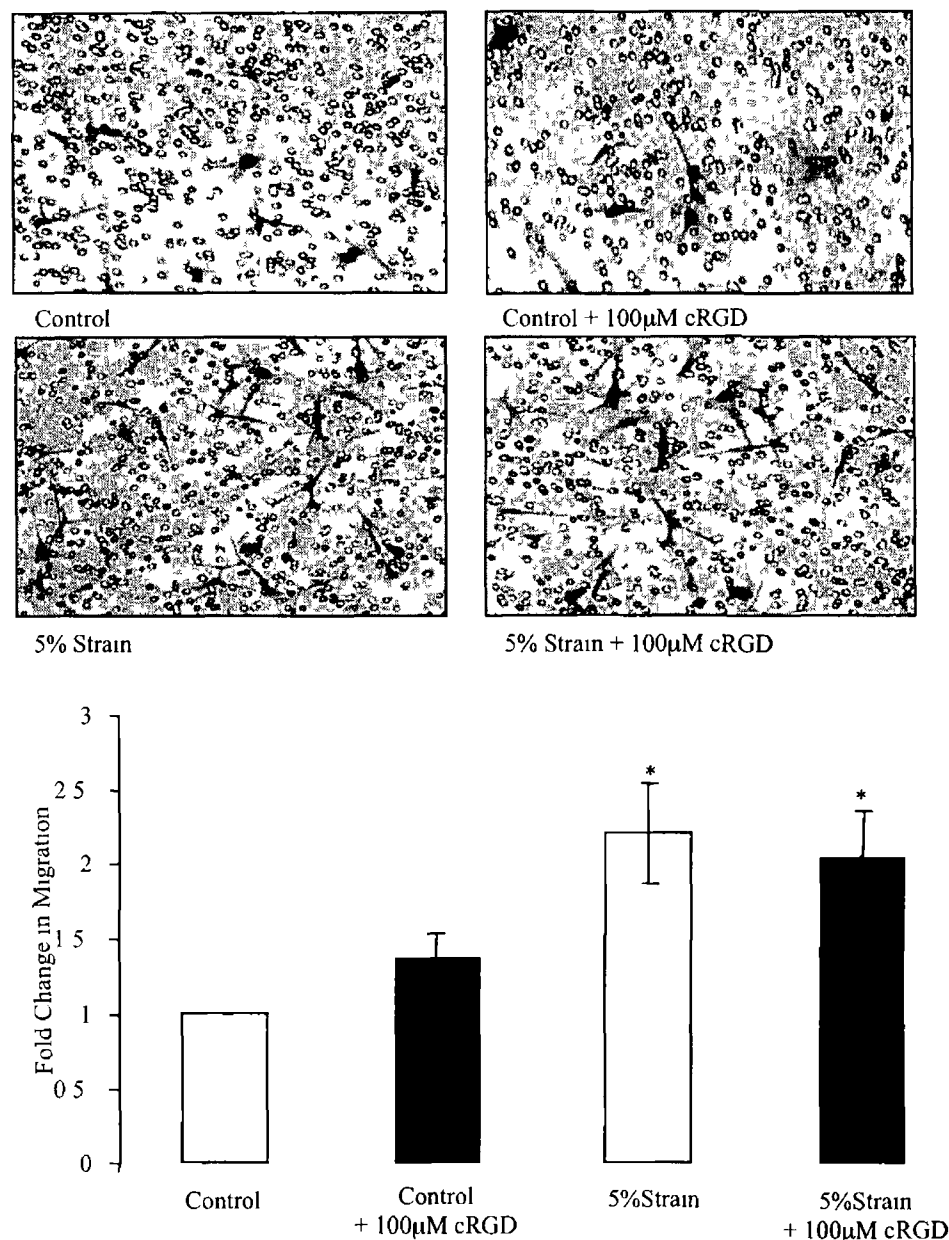 Control
Control + 100µM cRGD
5% Strain
5% Strain + 100µM cRGD
3
2 5
2
1 5
1
0 5
0
Fold Change in Migration
*
*
Control
Control
+ 100µM cRGD
5%Strain
5%Strain
+ 100µM cRGD